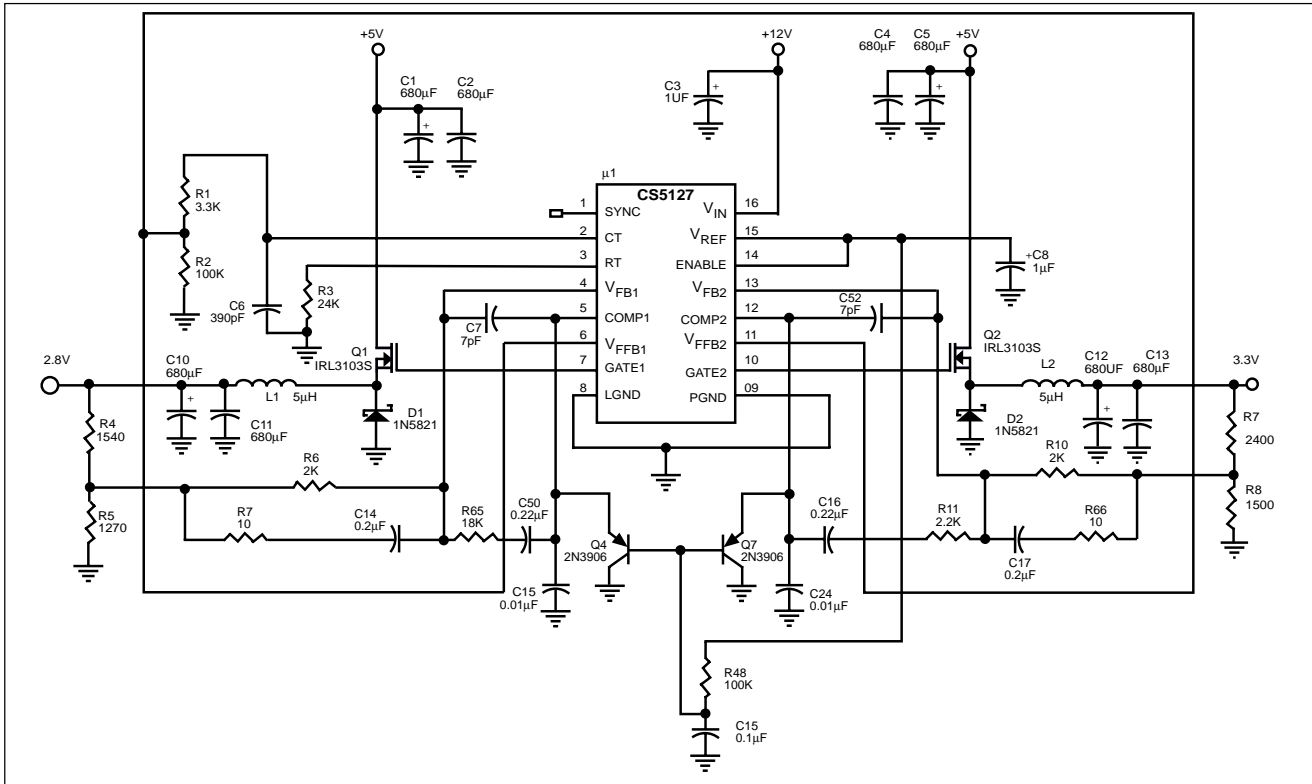 +5V
+12V
+5V
C1
680μF
C2
680μF
C3
1UF
+
C4
680μF
C5
680μF
+
+
μ1
CS5127
R1
3.3K
R2
100K
1
SYNC
2
CT
3
RT
4
VFB1
5
COMP1
6
VFFB1
7
GATE1
8
LGND
VIN
16
VREF
15
ENABLE
14
VFB2
13
COMP2
12
VFFB2
11
GATE2
10
PGND
09
+C8
1μF
C6
390pF
R3
24K
C7
7pF
C52
7pF
Q1
IRL3103S
Q2
IRL3103S
2.8V
C10
680μF
+
L1
5μH
C11
680μF
D1
1N5821
L2
5μH
D2
1N5821
C12
680UF
+
C13
680μF
3.3V
R4
1540
R5
1270
R6
2K
R7
10
C14
0.2μF
R65
18K
C50
0.22μF
C15
0.01μF
Q4
2N3906
Q7
2N3906
C16
0.22μF
C24
0.01μF
R11
2.2K
R10
2K
C17
0.2μF
R66
10
R7
2400
R8
1500
R48
100K
C15
0.1μF